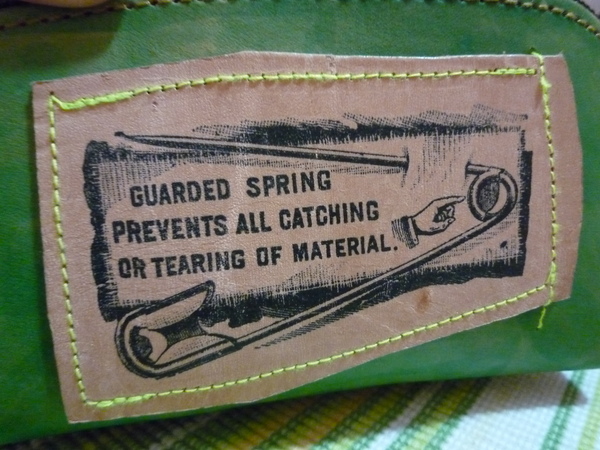 GUARDED SPRING
PREVENTS ALL CATCHING
OR TEARING OF MATERIAL.